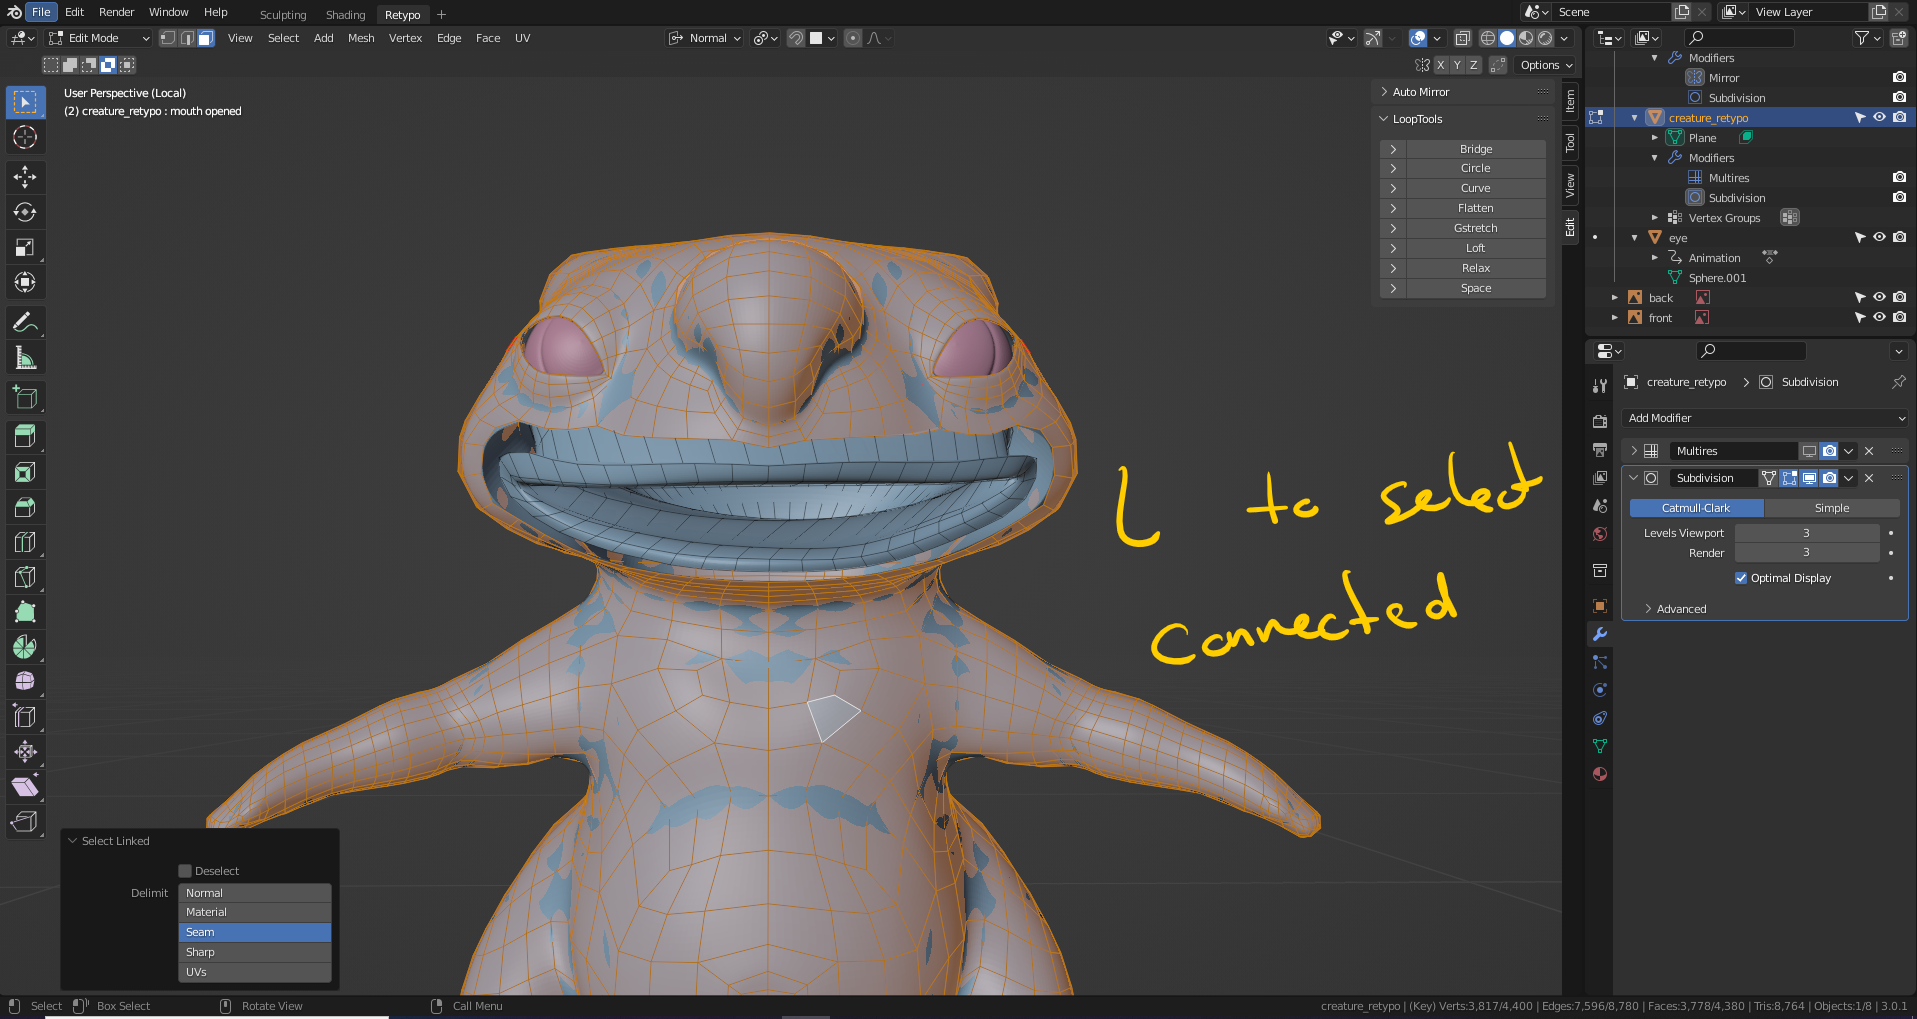 File Edit Render Window Help Sculpting Shading Retypo + Scene View Layer
Edit Mode View Select Add Mesh Vertex Edge Face UV Normal
X Y Z Options
User Perspective (Local)
(2) creature_retypo : mouth opened
Auto Mirror
LoopTools
Bridge
Circle
Curve
Flatten
Gstretch
Loft
Relax
Space
Item
Tool
View
Edit
Modifiers
Mirror
Subdivision
creature_retypo
Plane
Modifiers
Multires
Subdivision
Vertex Groups
eye
Animation
Sphere.001
back
front
creature_retypo > Subdivision
Add Modifier
Multires
Subdivision
Catmull-Clark Simple
Levels Viewport 3
Render 3
Optimal Display
Advanced
L to select
connected
Select Linked
Deselect
Delimit Normal
Material
Seam
Sharp
UVs
Select Box Select Rotate View Call Menu
creature_retypo | (Key) Verts:3,817/4,400 | Edges:7,596/8,780 | Faces:3,778/4,380 | Tris:8,764 | Objects:1/8 | 3.0.1